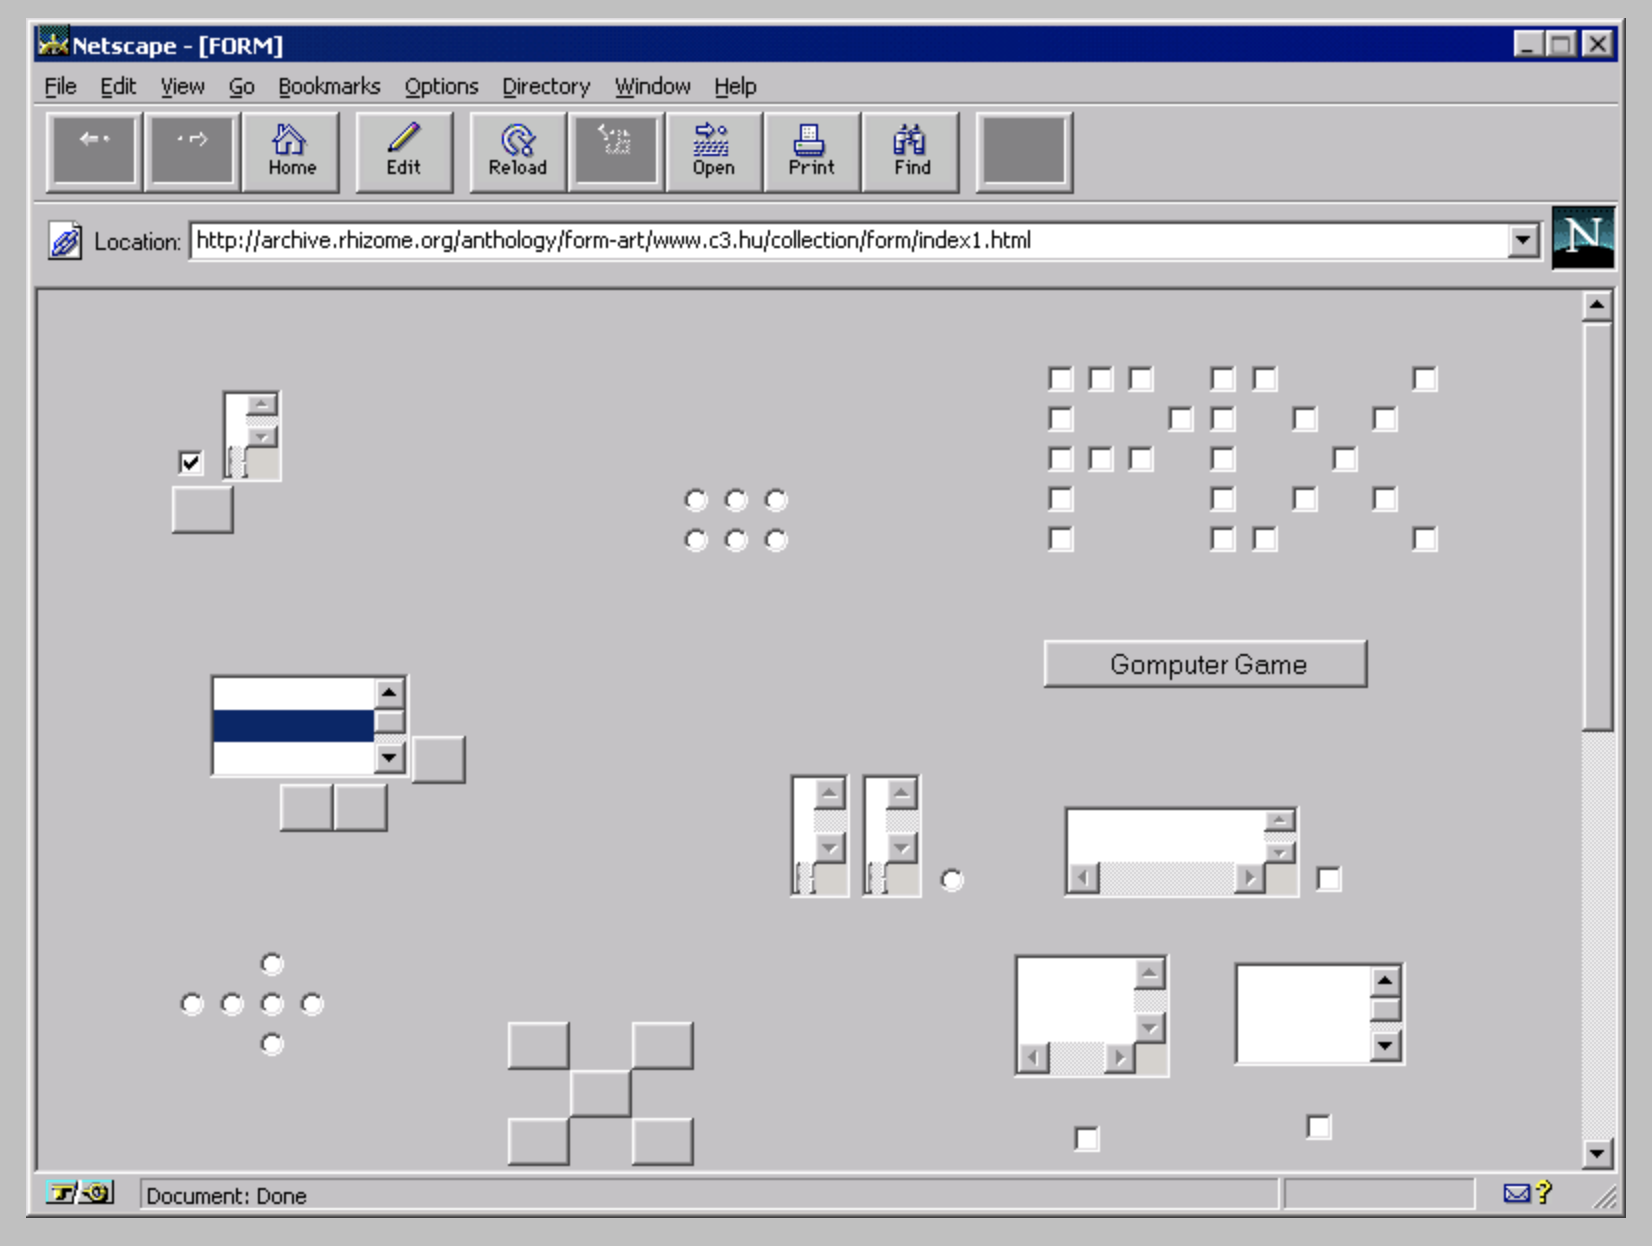 Netscape - [FORM]
File Edit View Go Bookmarks Options Directory Window Help
Home Edit Reload Open Print Find
Location: http://archive.rhizome.org/anthology/form-art/www.c3.hu/collection/form/index1.html
N
Gomputer Game
Document: Done
?